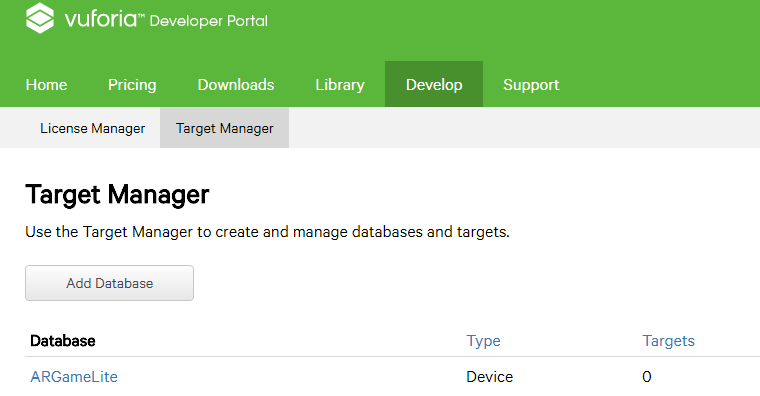 vuforia™ Developer Portal
Home Pricing Downloads Library Develop Support
License Manager Target Manager
Target Manager
Use the Target Manager to create and manage databases and targets.
Add Database
Database Type Targets
ARGameLite Device 0